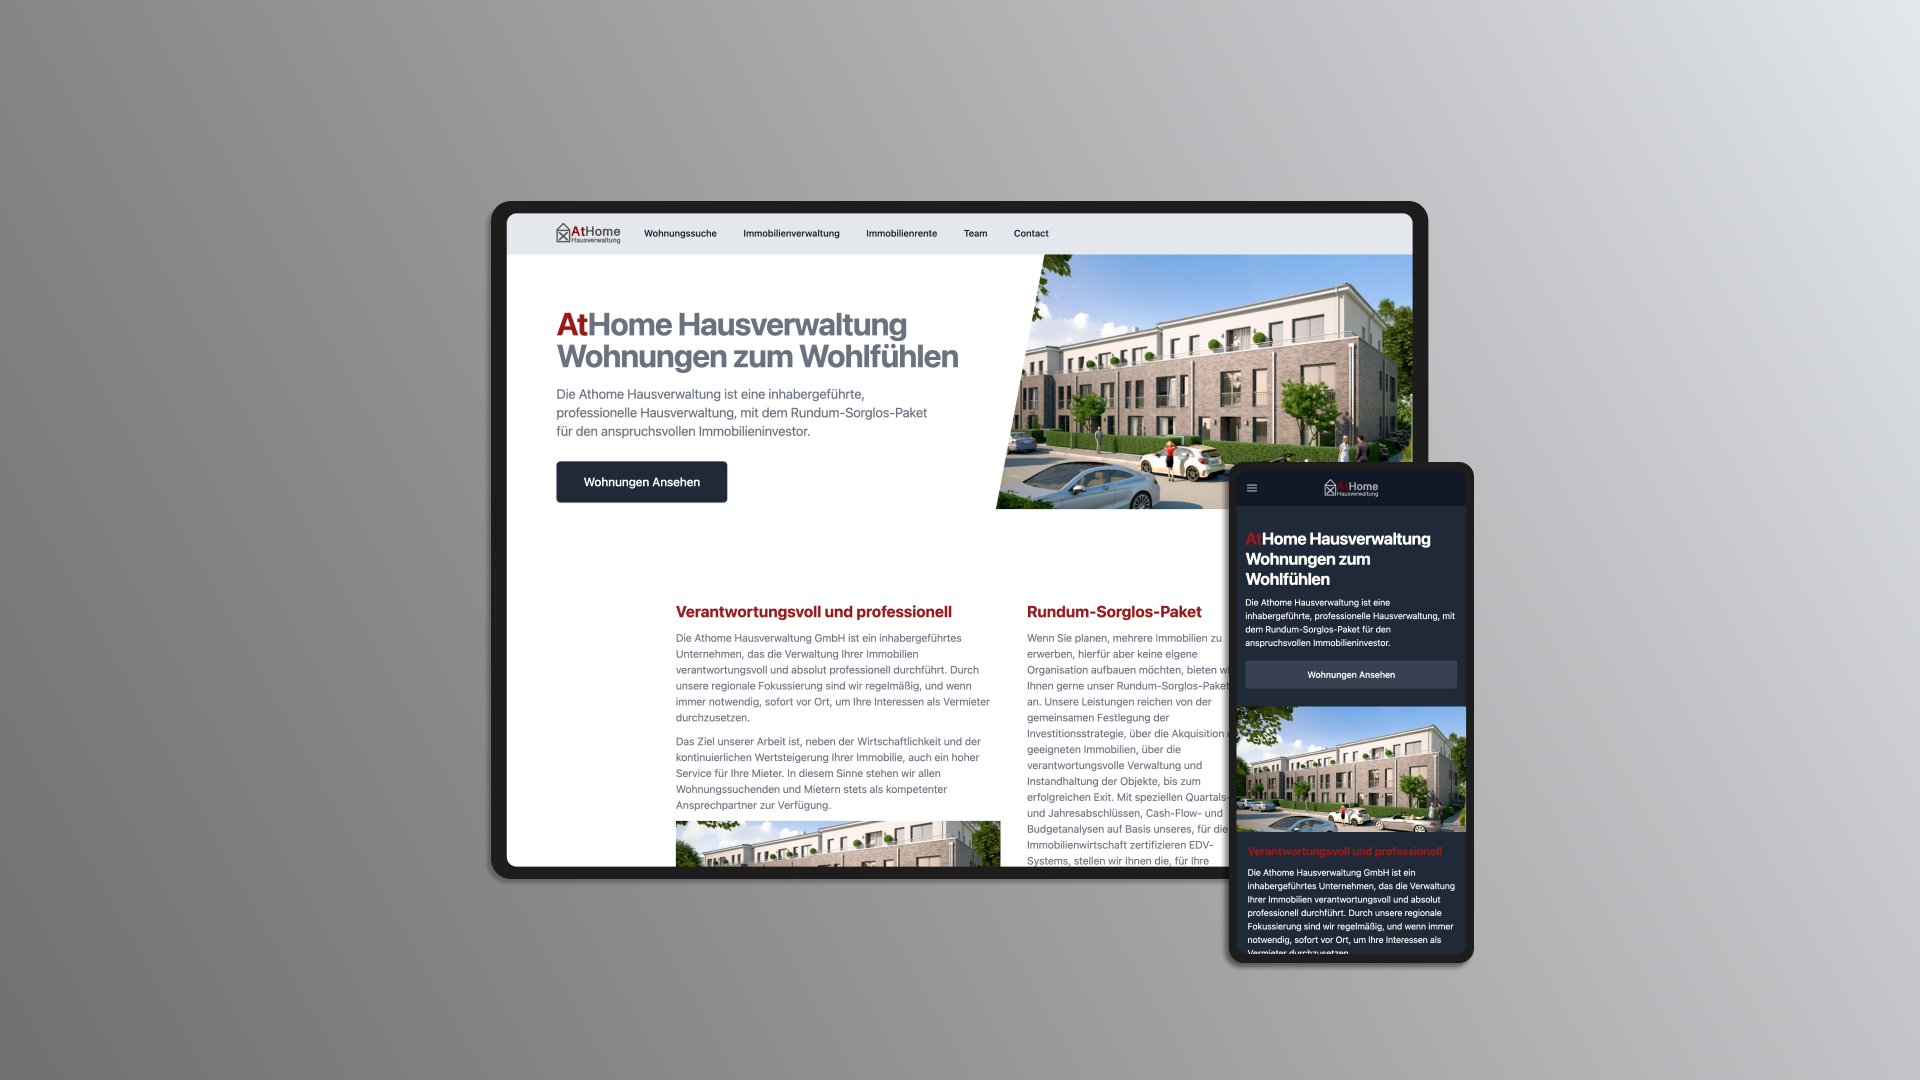 AtHome
Hausverwaltung
Wohnungssuche
Immobilienverwaltung
Immobilienrente
Team
Contact
AtHome Hausverwaltung
Wohnungen zum Wohlfühlen
Die Athome Hausverwaltung ist eine inhabergeführte,
professionelle Hausverwaltung, mit dem Rundum-Sorglos-Paket
für den anspruchsvollen Immobilieninvestor.
Wohnungen Ansehen
Verantwortungsvoll und professionell
Die Athome Hausverwaltung GmbH ist ein inhabergeführtes
Unternehmen, das die Verwaltung Ihrer Immobilien
verantwortungsvoll und absolut professionell durchführt. Durch
unsere regionale Fokussierung sind wir regelmäßig, und wenn
immer notwendig, sofort vor Ort, um Ihre Interessen als Vermieter
durchzusetzen.
Das Ziel unserer Arbeit ist, neben der Wirtschaftlichkeit und der
kontinuierlichen Wertsteigerung Ihrer Immobilie, auch ein hoher
Service für Ihre Mieter. In diesem Sinne stehen wir allen
Wohnungssuchenden und Mietern stets als kompetenter
Ansprechpartner zur Verfügung.
Rundum-Sorglos-Paket
Wenn Sie planen, mehrere Immobilien zu
erwerben, hierfür aber keine eigene
Organisation aufbauen möchten, bieten
Ihnen gerne unser Rundum-Sorglos-Paket
an. Unsere Leistungen reichen von der
gemeinsamen Festlegung der
Investitionsstrategie, über die Akquisition
geeigneten Immobilien, über die
verantwortungsvolle Verwaltung und
Instandhaltung der Objekte, bis zum
erfolgreichen Exit. Mit speziellen Quartals-
und Jahresabschlüssen, Cash-Flow- und
Budgetanalysen auf Basis unseres, für die
Immobilienwirtschaft zertifizieren EDV-
Systems, stellen wir Ihnen die, für Ihre
AtHome
Hausverwaltung
AtHome Hausverwaltung
Wohnungen zum
Wohlfühlen
Die Athome Hausverwaltung ist eine
inhabergeführte, professionelle Hausverwaltung, mit
dem Rundum-Sorglos-Paket für den
anspruchsvollen Immobilieninvestor.
Wohnungen Ansehen
Verantwortungsvoll und professionell
Die Athome Hausverwaltung GmbH ist ein
inhabergeführtes Unternehmen, das die Verwaltung
Ihrer Immobilien verantwortungsvoll und absolut
professionell durchführt. Durch unsere regionale
Fokussierung sind wir regelmäßig, und wenn immer
notwendig, sofort vor Ort, um Ihre Interessen als
Vermieter durchzusetzen.